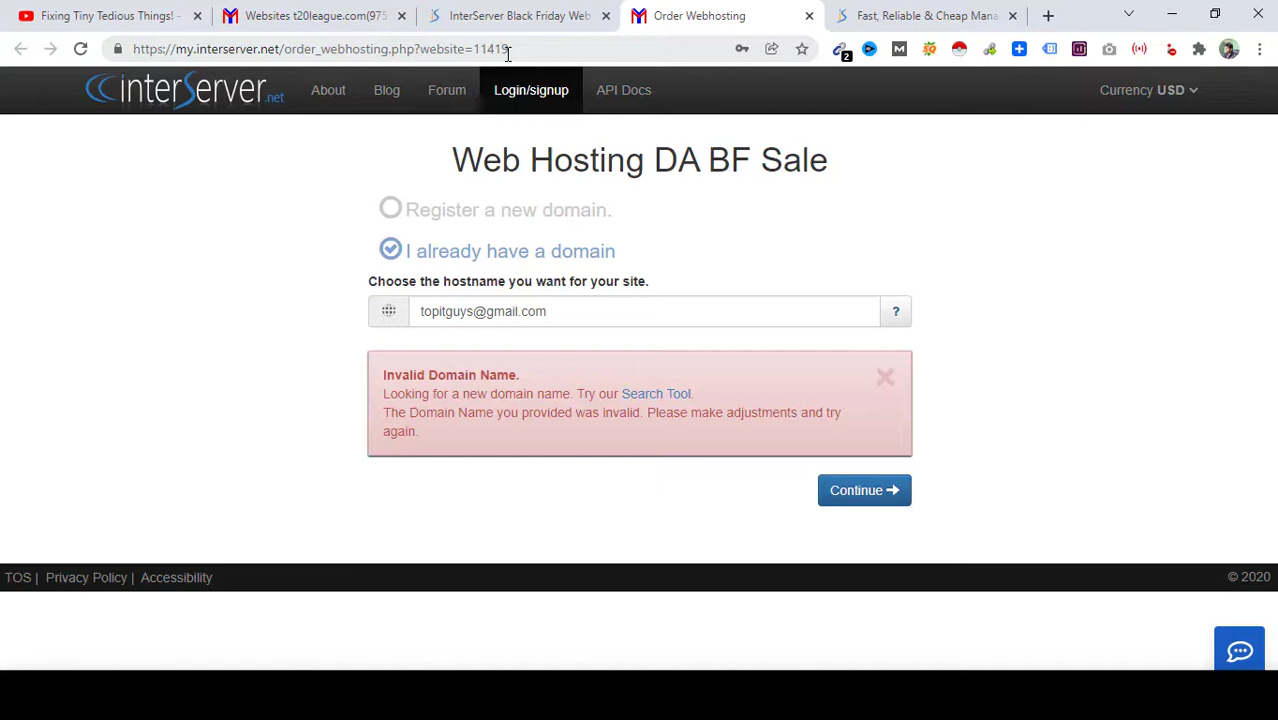 Fixing Tiny Tedious Things! -
Websites t20league.com(975
InterServer Black Friday Web
Order Webhosting
Fast, Reliable & Cheap Mana
https://my.interserver.net/order_webhosting.php?website=11419
2
interServer.net
About
Blog
Forum
Login/signup
API Docs
Currency USD
Web Hosting DA BF Sale
Register a new domain.
I already have a domain
Choose the hostname you want for your site.
topitguys@gmail.com
?
Invalid Domain Name.
Looking for a new domain name. Try our Search Tool.
The Domain Name you provided was invalid. Please make adjustments and try
again.
Continue
TOS | Privacy Policy | Accessibility
© 2020